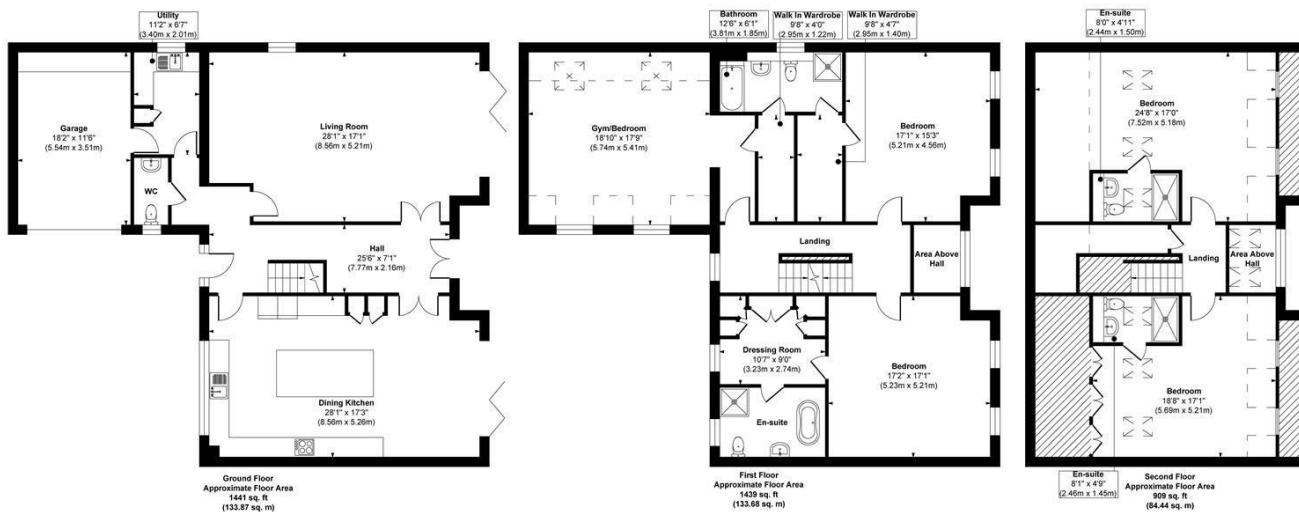 Utility
11'2" x 6'7"
(3.40m x 2.01m)
Garage
18'2" x 11'6"
(5.54m x 3.51m)
WC
Living Room
28'1" x 17'1"
(8.56m x 5.21m)
Hall
25'6" x 7'1"
(7.77m x 2.16m)
Dining Kitchen
28'1" x 17'3"
(8.56m x 5.26m)
Ground Floor
Approximate Floor Area
1441 sq. ft
(133.87 sq. m)
Bathroom
12'6" x 6'1"
(3.81m x 1.85m)
Walk In Wardrobe
9'8" x 4'0"
(2.95m x 1.22m)
Walk In Wardrobe
9'8" x 4'7"
(2.95m x 1.40m)
Gym/Bedroom
18'10" x 17'9"
(5.74m x 5.41m)
Bedroom
17'1" x 15'3"
(5.21m x 4.56m)
Landing
Area Above
Hall
Dressing Room
10'7" x 9'0"
(3.23m x 2.74m)
Bedroom
17'2" x 17'1"
(5.23m x 5.21m)
En-suite
First Floor
Approximate Floor Area
1439 sq. ft
(133.68 sq. m)
En-suite
8'0" x 4'11"
(2.44m x 1.50m)
Bedroom
24'8" x 17'0"
(7.52m x 5.18m)
Landing
Area Above
Hall
Bedroom
18'8" x 17'1"
(5.69m x 5.21m)
En-suite
8'1" x 4'9"
(2.46m x 1.45m)
Second Floor
Approximate Floor Area
909 sq. ft
(84.44 sq. m)